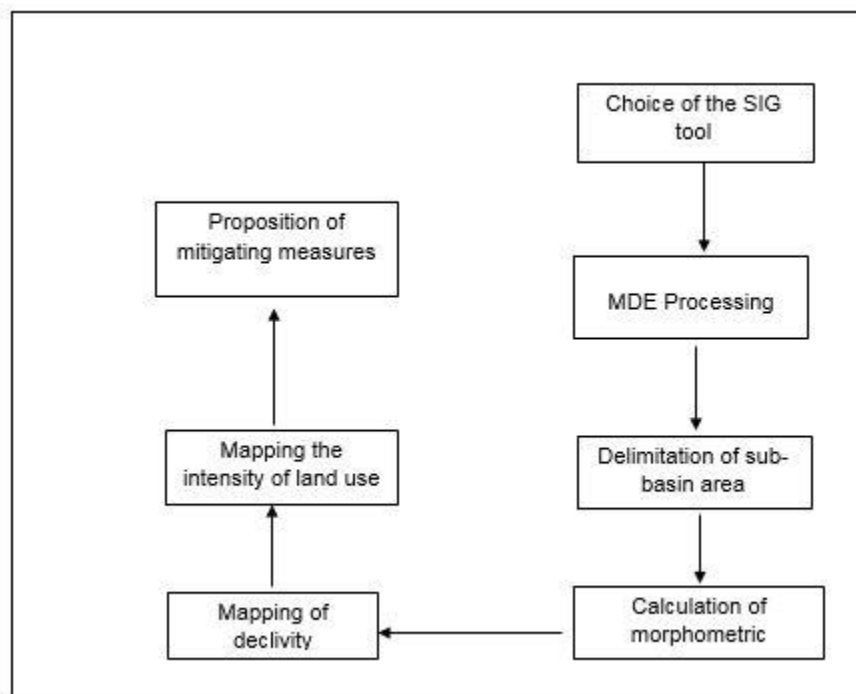 Choice of the SIG
tool
MDE Processing
Delimitation of sub-
basin area
Calculation of
morphometric
Mapping of
declivity
Mapping the
intensity of land use
Proposition of
mitigating measures